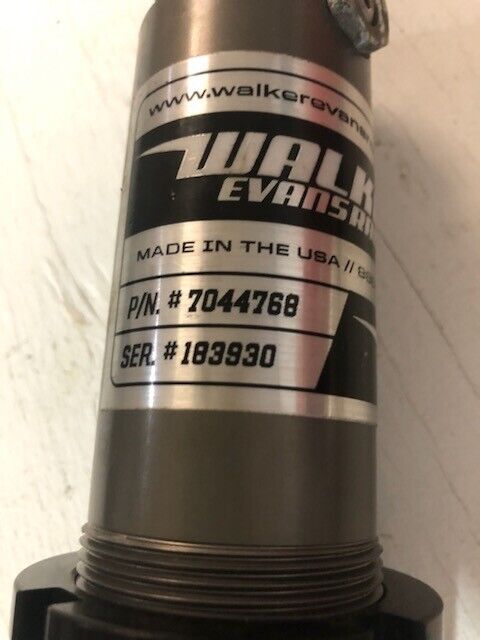 www.walkerevans
WALK
EVANS
MADE IN THE USA // 
P/N. # 7044768
SER. # 183930